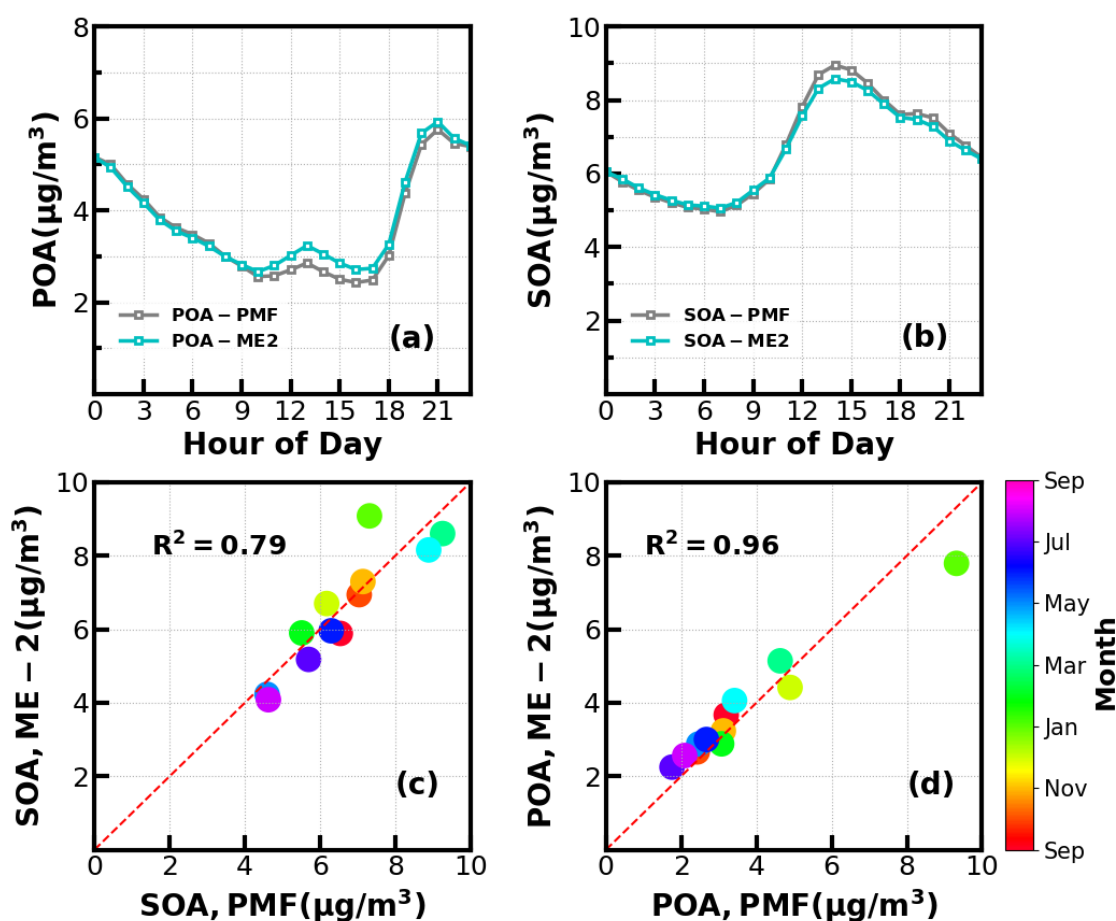 8
6
4
2
POA(µg/m³)
POA − PMF
POA − ME2
(a)
0 3 6 9 12 15 18 21
Hour of Day
10
8
6
4
2
SOA(µg/m³)
SOA − PMF
SOA − ME2
(b)
0 3 6 9 12 15 18 21
Hour of Day
10
8
6
4
2
SOA, ME − 2(µg/m³)
R² = 0.79
(c)
0 2 4 6 8 10
SOA, PMF(µg/m³)
10
8
6
4
2
POA, ME − 2(µg/m³)
R² = 0.96
(d)
0 2 4 6 8 10
POA, PMF(µg/m³)
Sep
Jul
May
Mar
Jan
Nov
Sep
Month